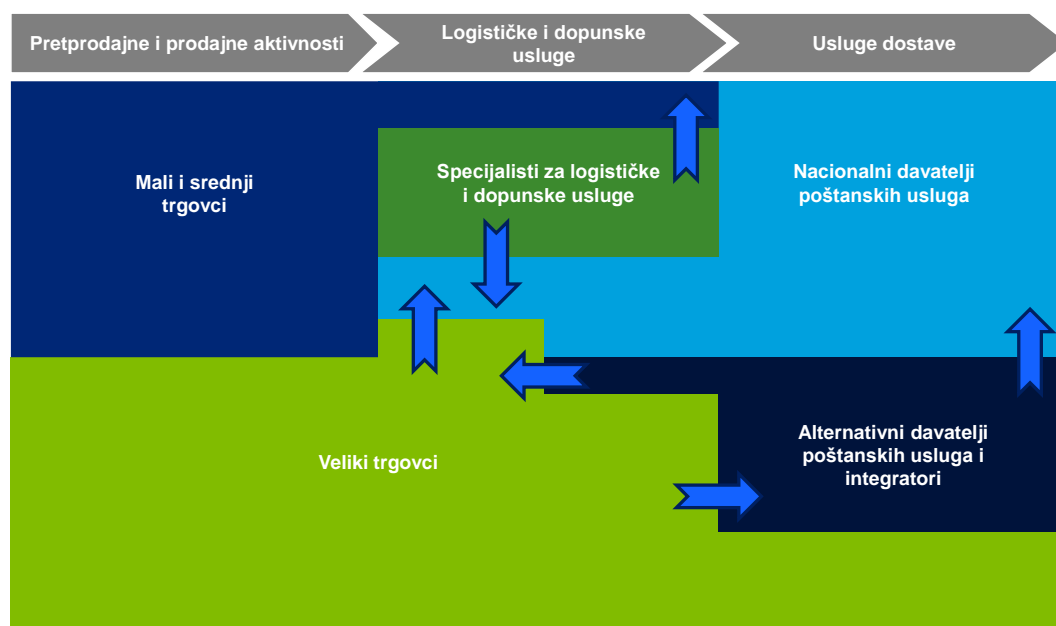 Pretprodajne i prodajne aktivnosti
Logističke i dopunske
usluge
Usluge dostave
Mali i srednji
trgovci
Specijalisti za logističke
i dopunske usluge
Nacionalni davatelji
poštanskih usluga
Veliki trgovci
Alternativni davatelji
poštanskih usluga i
integratori